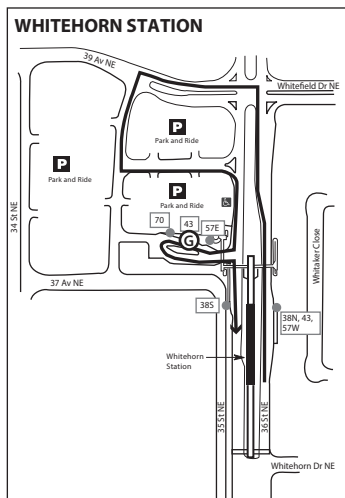 WHITEHORN STATION
39 Av NE
Whitefield Dr NE
P
Park and Ride
P
Park and Ride
P
Park and Ride
34 St NE
70
43
57E
G
37 Av NE
Whitaker Close
38S
38N, 43,
57W
Whitehorn
Station
35 St NE
36 St NE
Whitehorn Dr NE